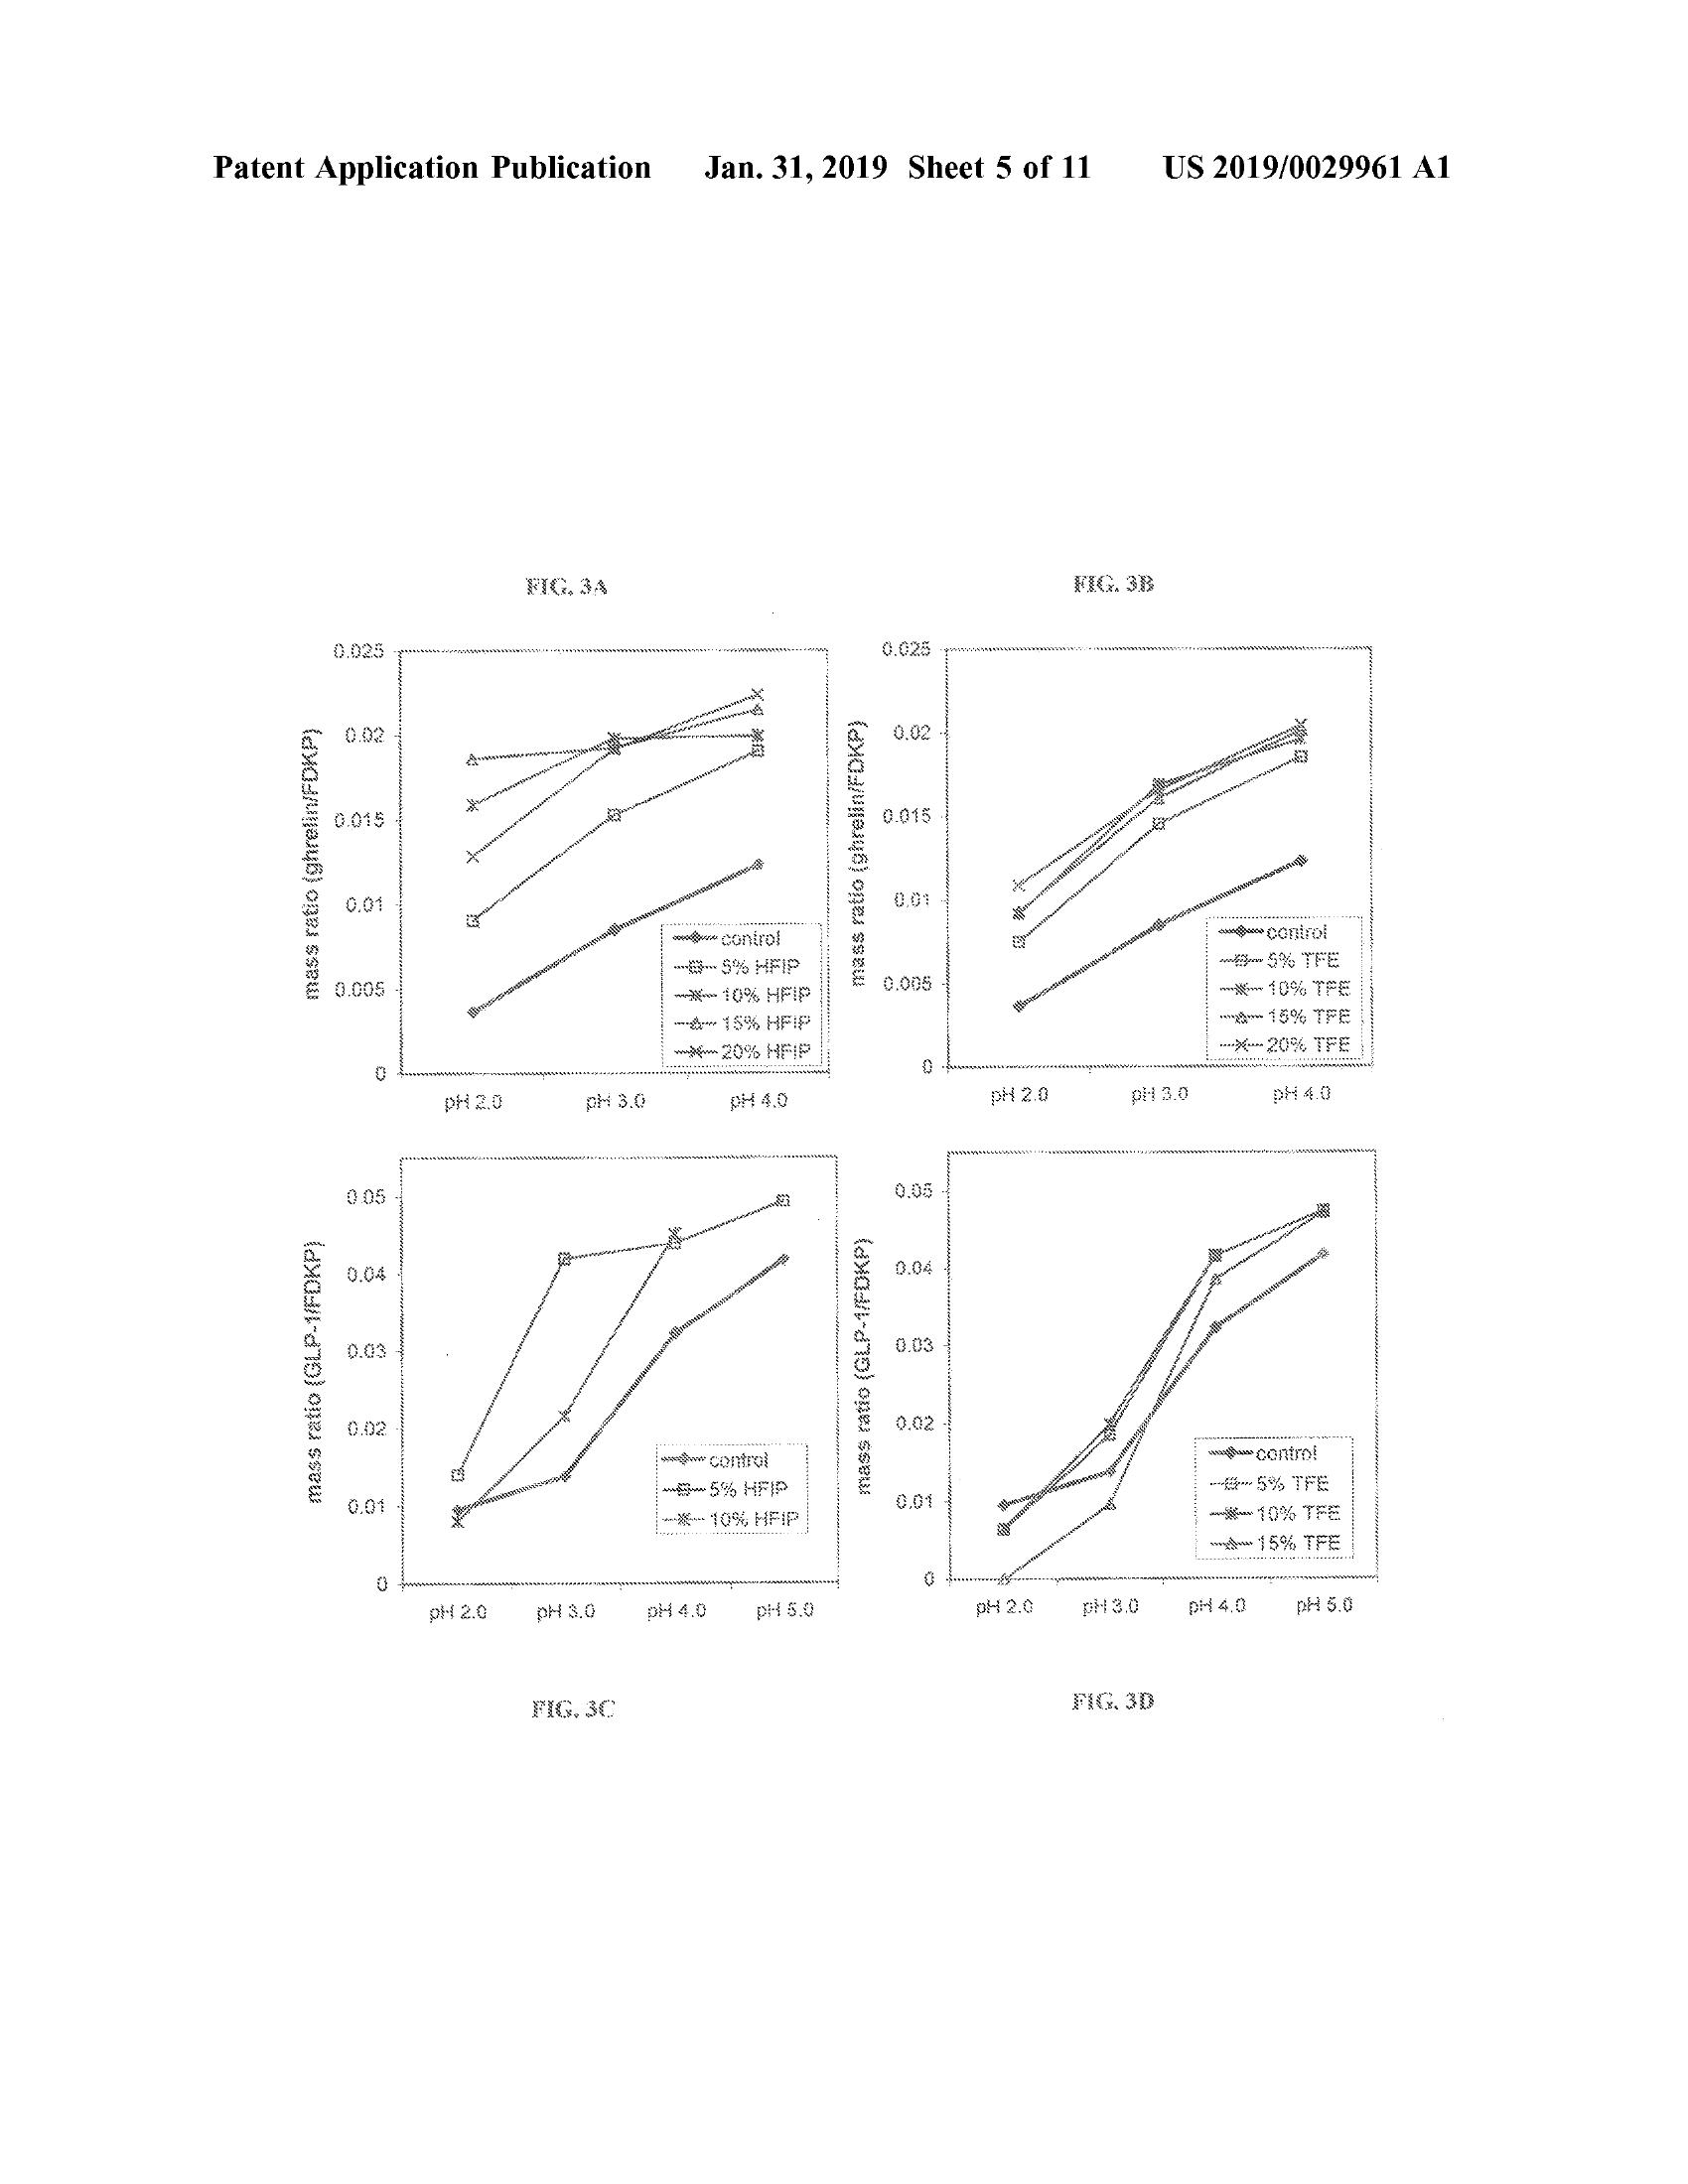 Patent Application Publication Jan. 31, 2019 Sheet 5 of 11 US 2019/0029961 A1
FIG. 3A
mass ratio (ghrelin/FDKP)
0.025
0.02
0.015
0.01
0.005
0
pH 2.0 pH 3.0 pH 4.0
control
5% HFIP
10% HFIP
15% HFIP
20% HFIP
FIG. 3B
mass ratio (ghrelin/FDKP)
0.025
0.02
0.015
0.01
0.005
0
pH 2.0 pH 3.0 pH 4.0
control
5% TFE
10% TFE
15% TFE
20% TFE
mass ratio (GLP-1/FDKP)
0.05
0.04
0.03
0.02
0.01
0
pH 2.0 pH 3.0 pH 4.0 pH 5.0
control
5% HFIP
10% HFIP
FIG. 3C
mass ratio (GLP-1/FDKP)
0.05
0.04
0.03
0.02
0.01
0
pH 2.0 pH 3.0 pH 4.0 pH 5.0
control
5% TFE
10% TFE
15% TFE
FIG. 3D